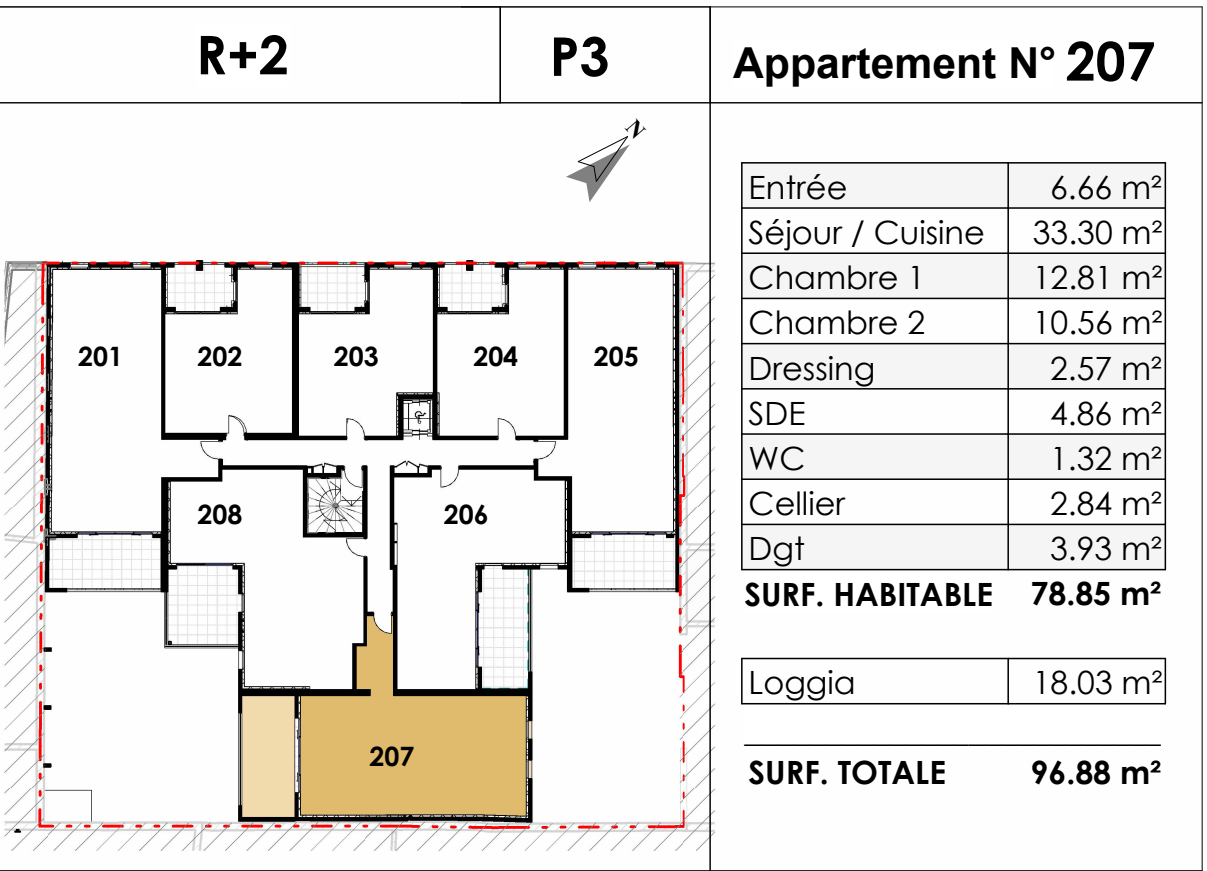 R+2
P3
Appartement N° 207
N
201
202
203
204
205
208
206
207
Entrée 6.66 m²
Séjour / Cuisine 33.30 m²
Chambre 1 12.81 m²
Chambre 2 10.56 m²
Dressing 2.57 m²
SDE 4.86 m²
WC 1.32 m²
Cellier 2.84 m²
Dgt 3.93 m²
SURF. HABITABLE 78.85 m²
Loggia 18.03 m²
SURF. TOTALE 96.88 m²